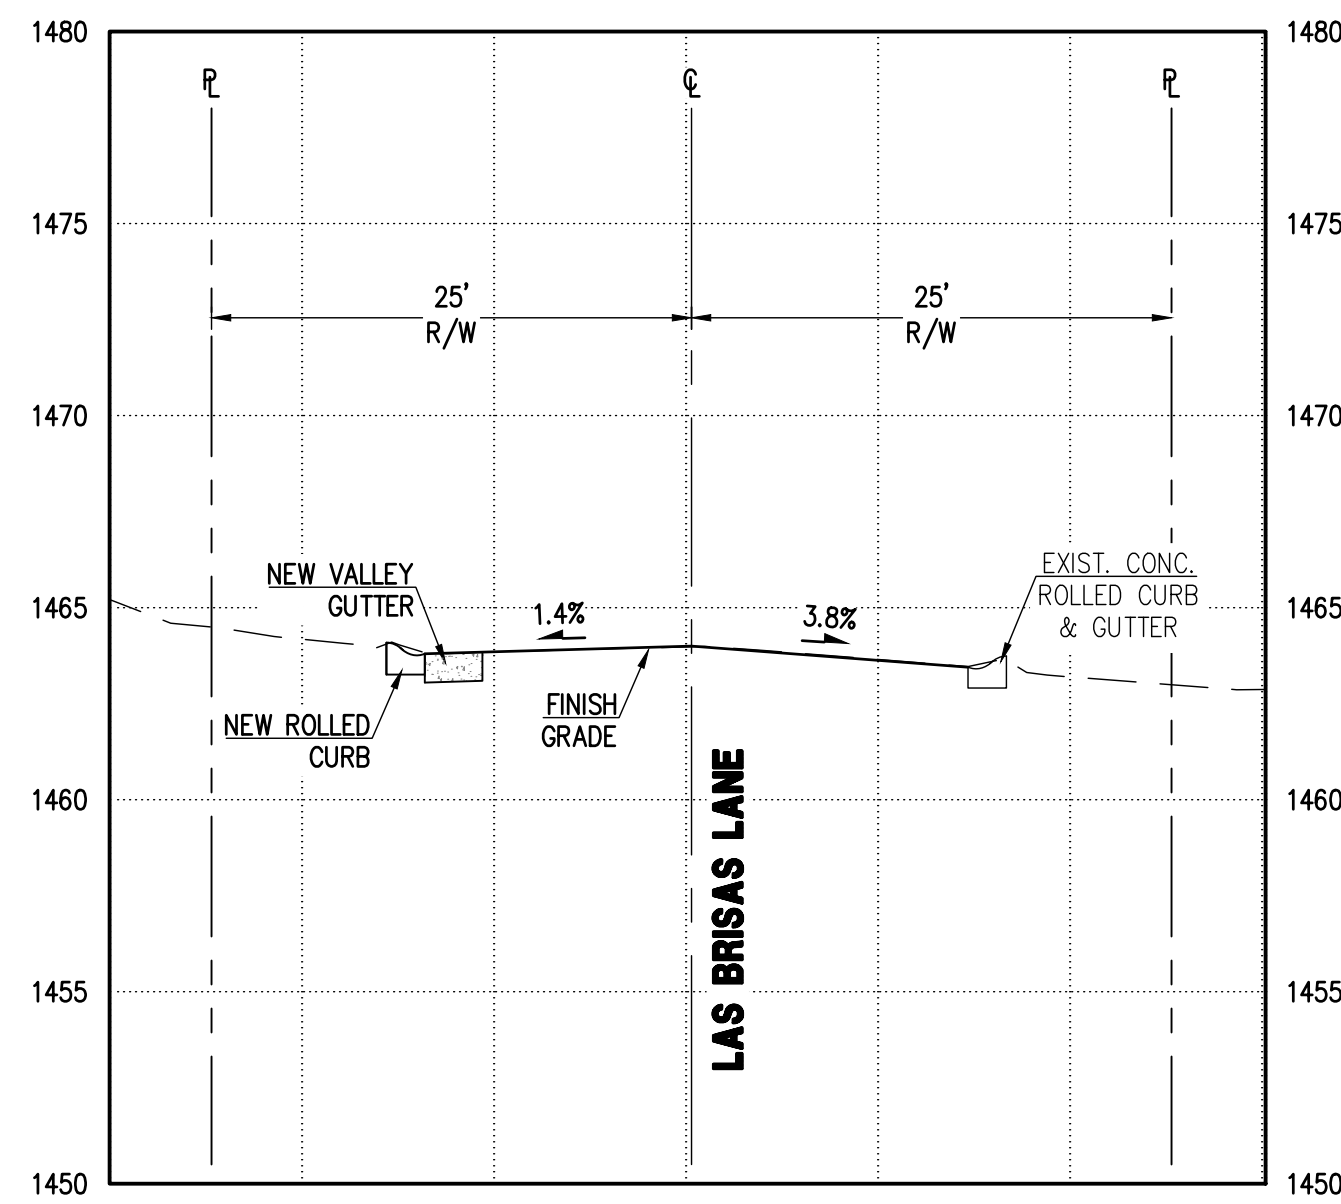 1480
1480
PL
CL
PL
1475
1475
25'
R/W
25'
R/W
1470
1470
NEW VALLEY
GUTTER
EXIST. CONC.
ROLLED CURB
& GUTTER
1465
1465
1.4%
3.8%
NEW ROLLED
CURB
FINISH
GRADE
LAS BRISAS LANE
1460
1460
1455
1455
1450
1450